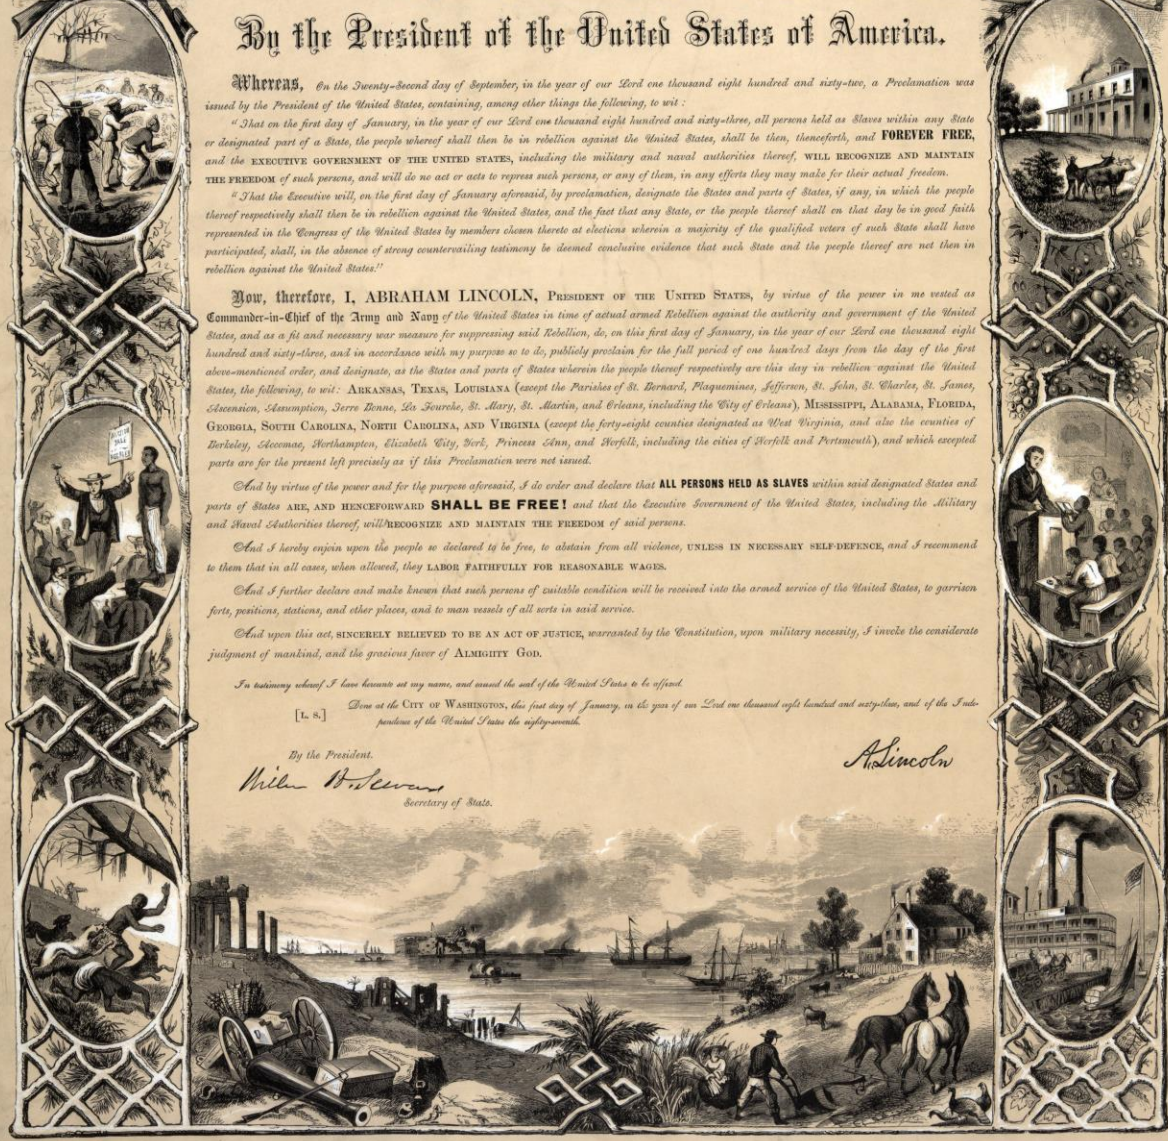 By the President of the United States of America.
Whereas, On the Twenty-Second day of September, in the year of our Lord one thousand eight hundred and sixty-two, a Proclamation was
issued by the President of the United States, containing, among other things the following, to wit :
"That on the first day of January, in the year of our Lord one thousand eight hundred and sixty-three, all persons held as Slaves within any State
or designated part of a State, the people whereof shall then be in rebellion against the United States, shall be then, thenceforth, and FOREVER FREE,
and the EXECUTIVE GOVERNMENT OF THE UNITED STATES, including the military and naval authorities thereof, WILL RECOGNIZE AND MAINTAIN
THE FREEDOM of such persons, and will do no act or acts to repress such persons, or any of them, in any efforts they may make for their actual freedom.
"That the Executive will, on the first day of January aforesaid, by proclamation, designate the States and parts of States, if any, in which the people
thereof respectively shall then be in rebellion against the United States, and the fact that any State, or the people thereof shall on that day be in good faith
represented in the Congress of the United States by members chosen thereto at elections wherein a majority of the qualified voters of such State shall have
participated, shall, in the absence of strong countervailing testimony be deemed conclusive evidence that such State and the people thereof are not then in
rebellion against the United States."
Now, therefore, I, ABRAHAM LINCOLN, PRESIDENT OF THE UNITED STATES, by virtue of the power in me vested as
Commander-in-Chief of the Army and Navy of the United States in time of actual armed Rebellion against the authority and government of the United
States, and as a fit and necessary war measure for suppressing said Rebellion, do, on this first day of January, in the year of our Lord one thousand eight
hundred and sixty-three, and in accordance with my purpose so to do, publicly proclaim for the full period of one hundred days from the day of the first
above-mentioned order, and designate, as the States and parts of States wherein the people thereof respectively are this day in rebellion against the United
States, the following, to wit: ARKANSAS, TEXAS, LOUISIANA (except the Parishes of St. Bernard, Plaquemines, Jefferson, St. John, St. Charles, St. James,
Ascension, Assumption, Terre Bonne, La Fourche, St. Mary, St. Martin, and Orleans, including the City of Orleans), MISSISSIPPI, ALABAMA, FLORIDA,
GEORGIA, SOUTH CAROLINA, NORTH CAROLINA, AND VIRGINIA (except the forty-eight counties designated as West Virginia, and also the counties of
Berkeley, Accomac, Northampton, Elizabeth City, York, Princess Ann, and Norfolk, including the cities of Norfolk and Portsmouth), and which excepted
parts are for the present left precisely as if this Proclamation were not issued.
And by virtue of the power and for the purpose aforesaid, I do order and declare that ALL PERSONS HELD AS SLAVES within said designated States and
parts of States ARE, AND HENCEFORWARD SHALL BE FREE! and that the Executive Government of the United States, including the Military
and Naval Authorities thereof, will RECOGNIZE AND MAINTAIN THE FREEDOM of said persons.
And I hereby enjoin upon the people so declared to be free, to abstain from all violence, UNLESS IN NECESSARY SELF-DEFENCE, and I recommend
to them that in all cases, when allowed, they LABOR FAITHFULLY FOR REASONABLE WAGES.
And I further declare and make known that such persons of suitable condition will be received into the armed service of the United States, to garrison
forts, positions, stations, and other places, and to man vessels of all sorts in said service.
And upon this act, SINCERELY BELIEVED TO BE AN ACT OF JUSTICE, warranted by the Constitution, upon military necessity, I invoke the considerate
judgment of mankind, and the gracious favor of ALMIGHTY GOD.
In testimony whereof I have hereunto set my name, and caused the seal of the United States to be affixed.
[L. S.] Done at the CITY OF WASHINGTON, this first day of January, in the year of our Lord one thousand eight hundred and sixty-three, and of the Inde-
pendence of the United States the eighty-seventh.
By the President.
A. Lincoln
William H. Seward
Secretary of State.